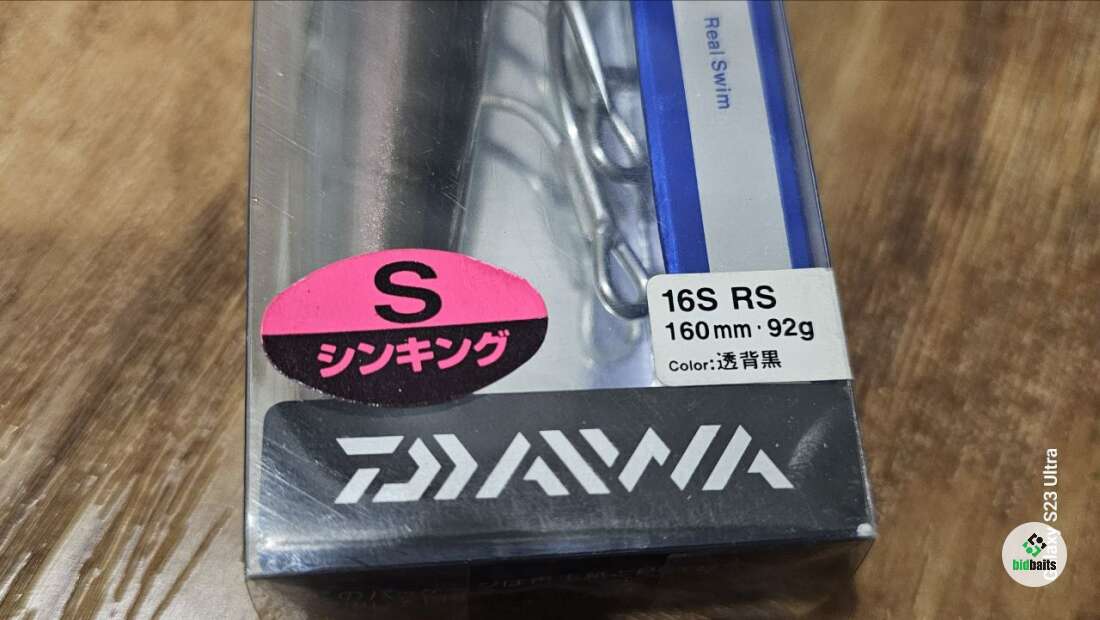 Real Swim
S
シンキング
16S RS
160mm・92g
Color:透背黒
DAIWA
Galaxy S23 Ultra
bidbaits